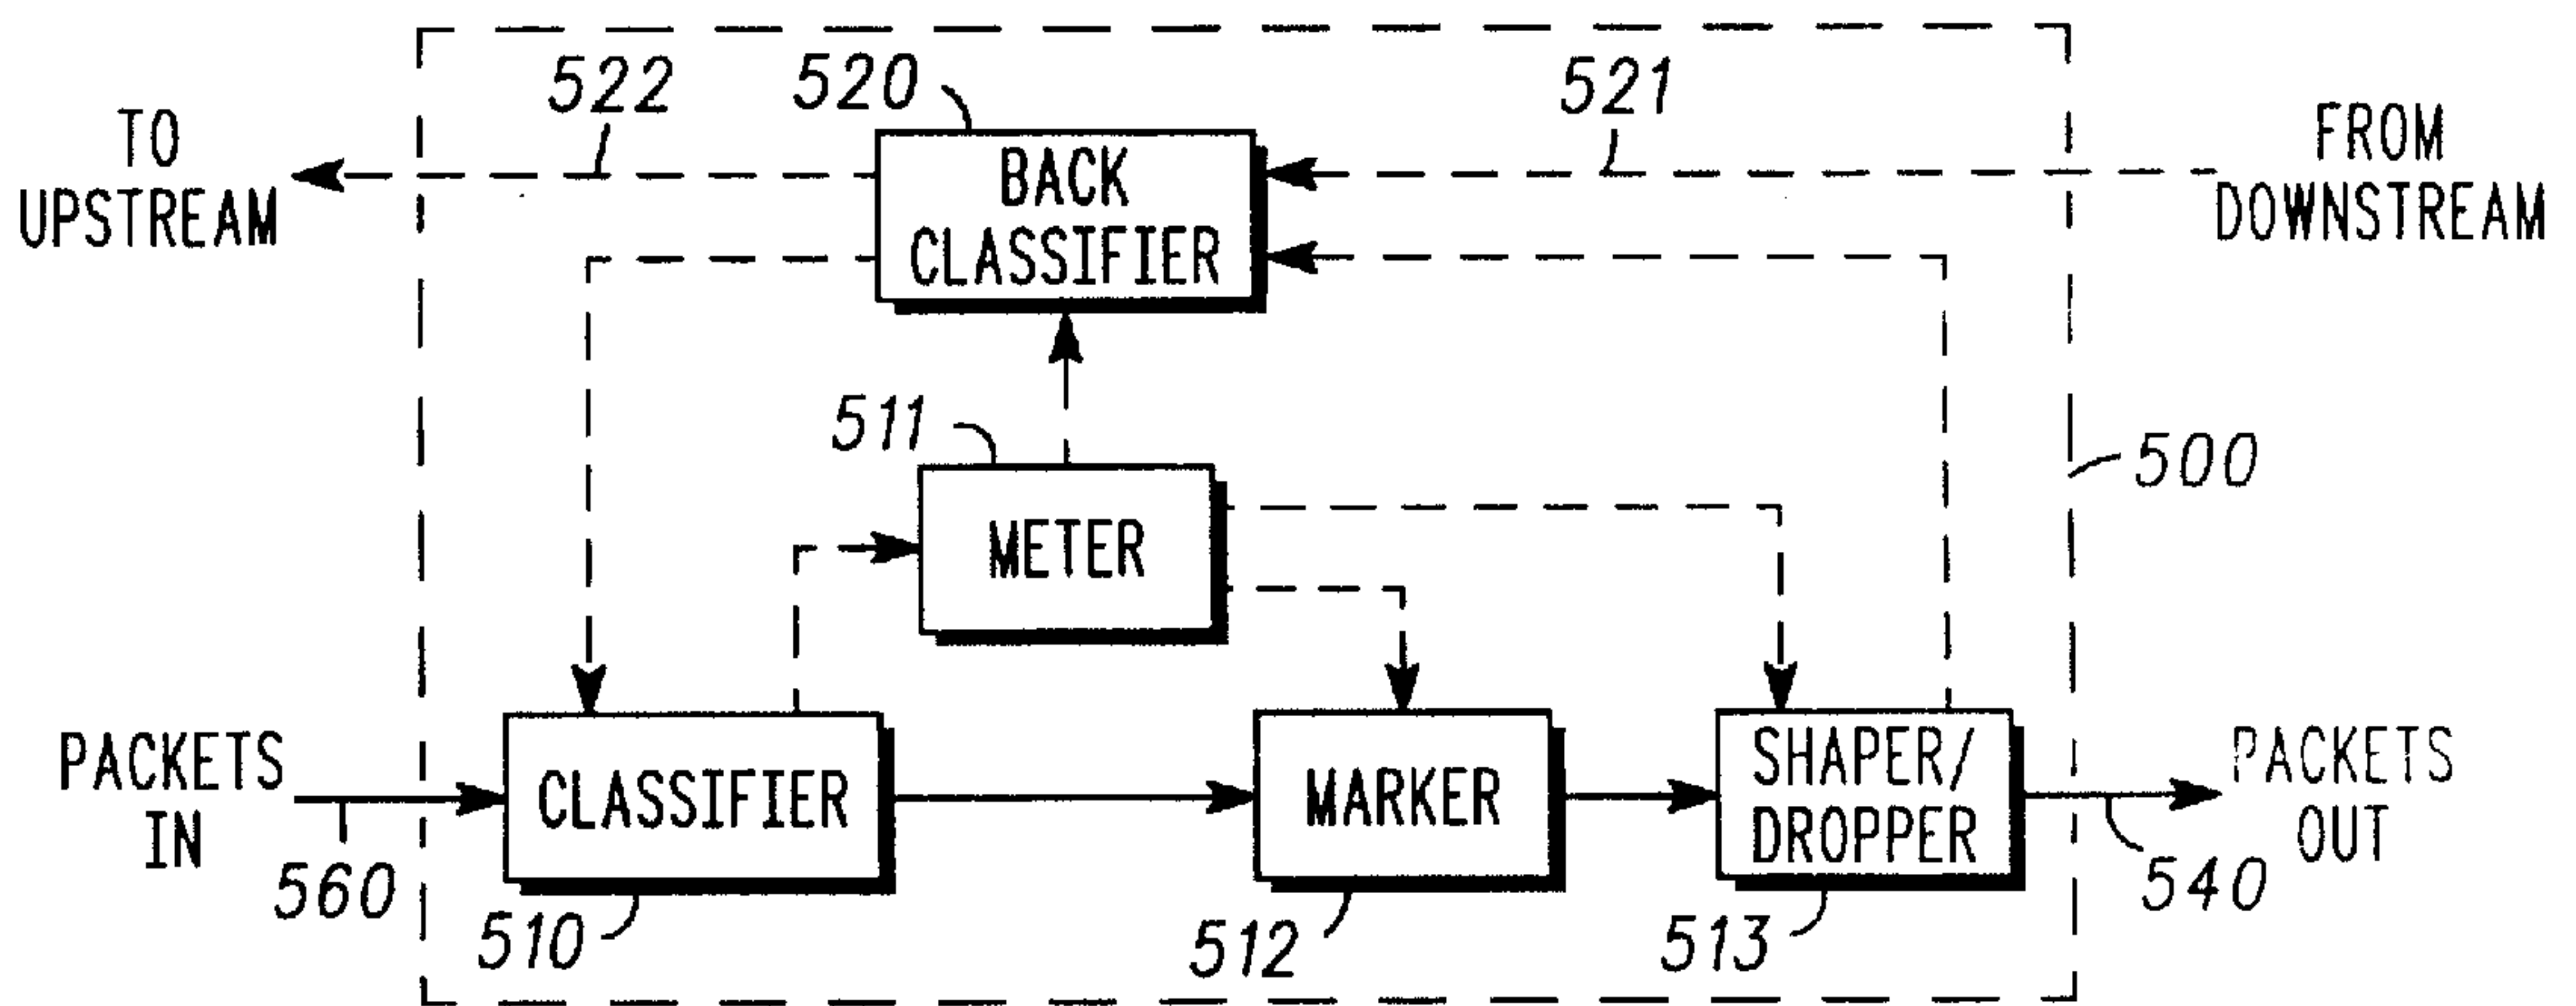 522
520
521
TO
UPSTREAM
BACK
CLASSIFIER
FROM
DOWNSTREAM
511
METER
500
PACKETS
IN
560
CLASSIFIER
510
MARKER
512
SHAPER/
DROPPER
513
PACKETS
OUT
540